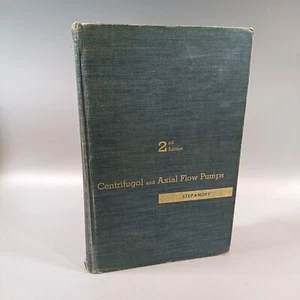 2nd
Edition
Centrifugal and Axial Flow Pumps
STEPANOFF